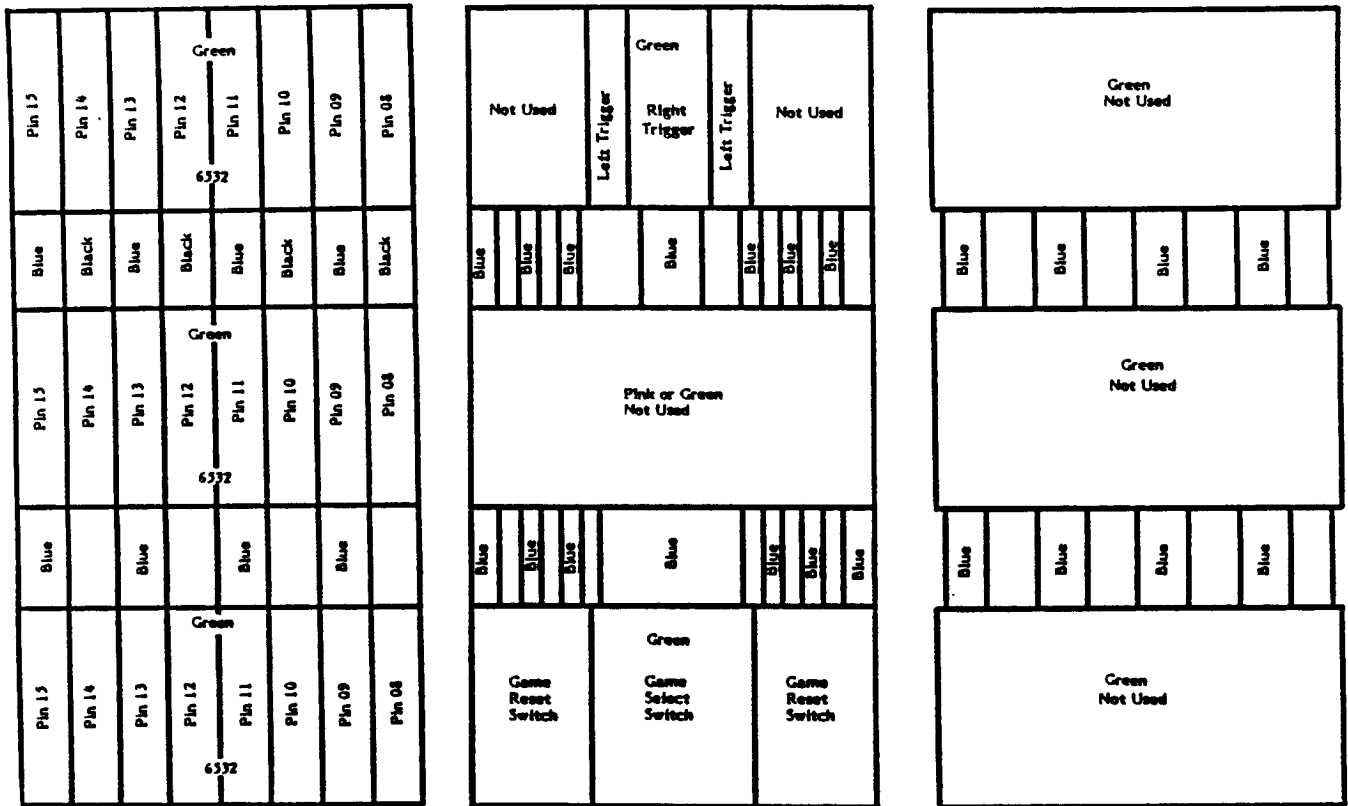 Green
Pin 15
Pin 14
Pin 13
Pin 12
Pin 11
Pin 10
Pin 09
Pin 08
6532
Blue
Black
Blue
Black
Blue
Black
Blue
Black
Green
Pin 15
Pin 14
Pin 13
Pin 12
Pin 11
Pin 10
Pin 09
Pin 08
6532
Blue
Blue
Blue
Blue
Green
Pin 15
Pin 14
Pin 13
Pin 12
Pin 11
Pin 10
Pin 09
Pin 08
6532
Green
Not Used
Left Trigger
Right
Trigger
Left Trigger
Not Used
Blue
Blue
Blue
Blue
Blue
Blue
Blue
Pink or Green
Not Used
Blue
Blue
Blue
Blue
Blue
Blue
Blue
Green
Game
Reset
Switch
Game
Select
Switch
Game
Reset
Switch
Green
Not Used
Blue
Blue
Blue
Blue
Green
Not Used
Blue
Blue
Blue
Blue
Green
Not Used